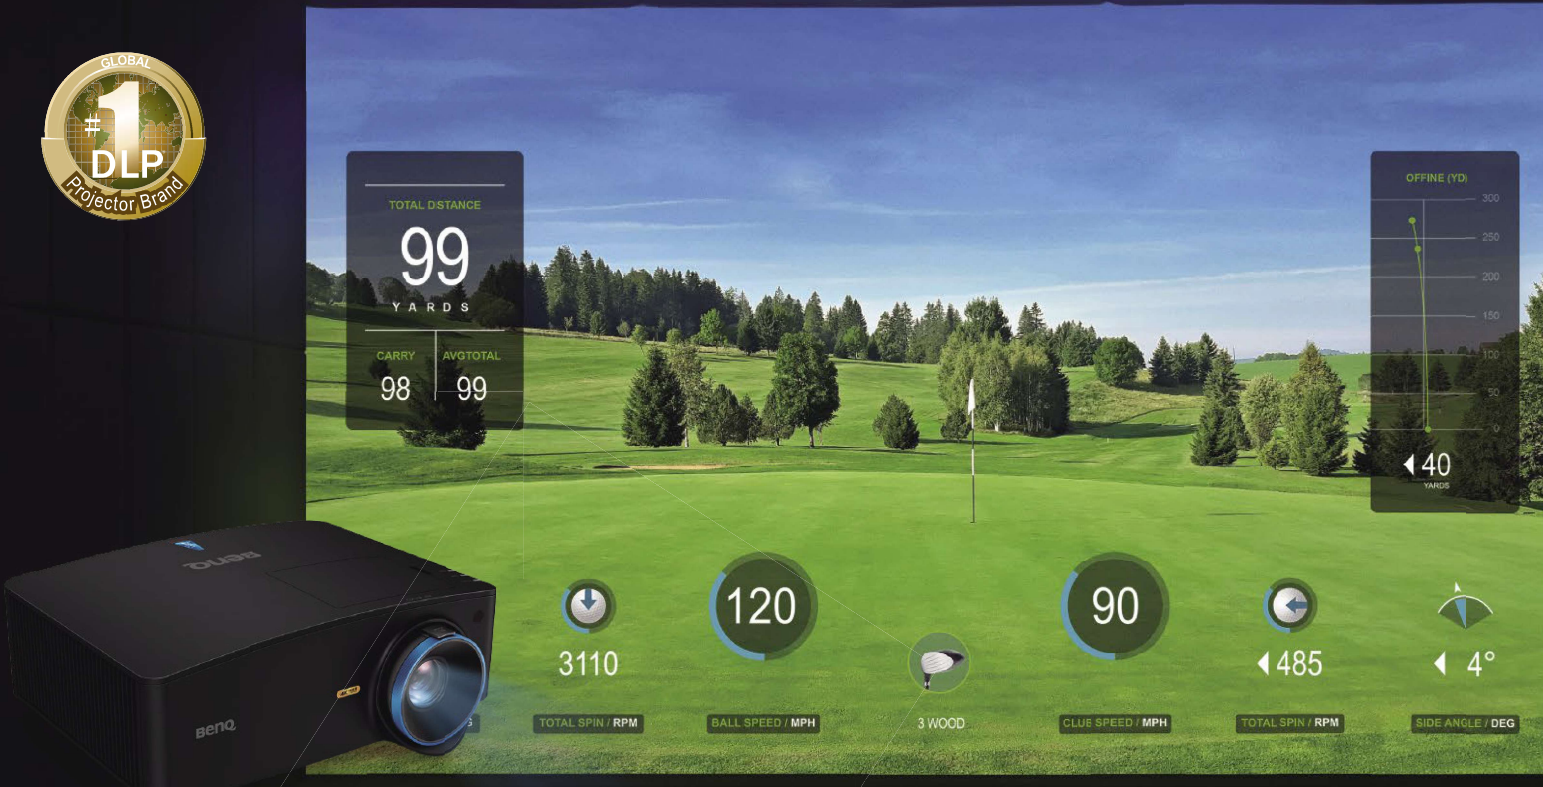 GLOBAL
#1
DLP
Projector Brand
TOTAL DISTANCE
99
YARDS
CARRY
AVGTOTAL
98
99
OFFINE (YD)
300
250
200
150
100
50
0
40
YARDS
BenQ
4K
BenQ
3110
TOTAL SPIN / RPM
120
BALL SPEED / MPH
3 WOOD
90
CLUB SPEED / MPH
485
TOTAL SPIN / RPM
4°
SIDE ANGLE / DEG